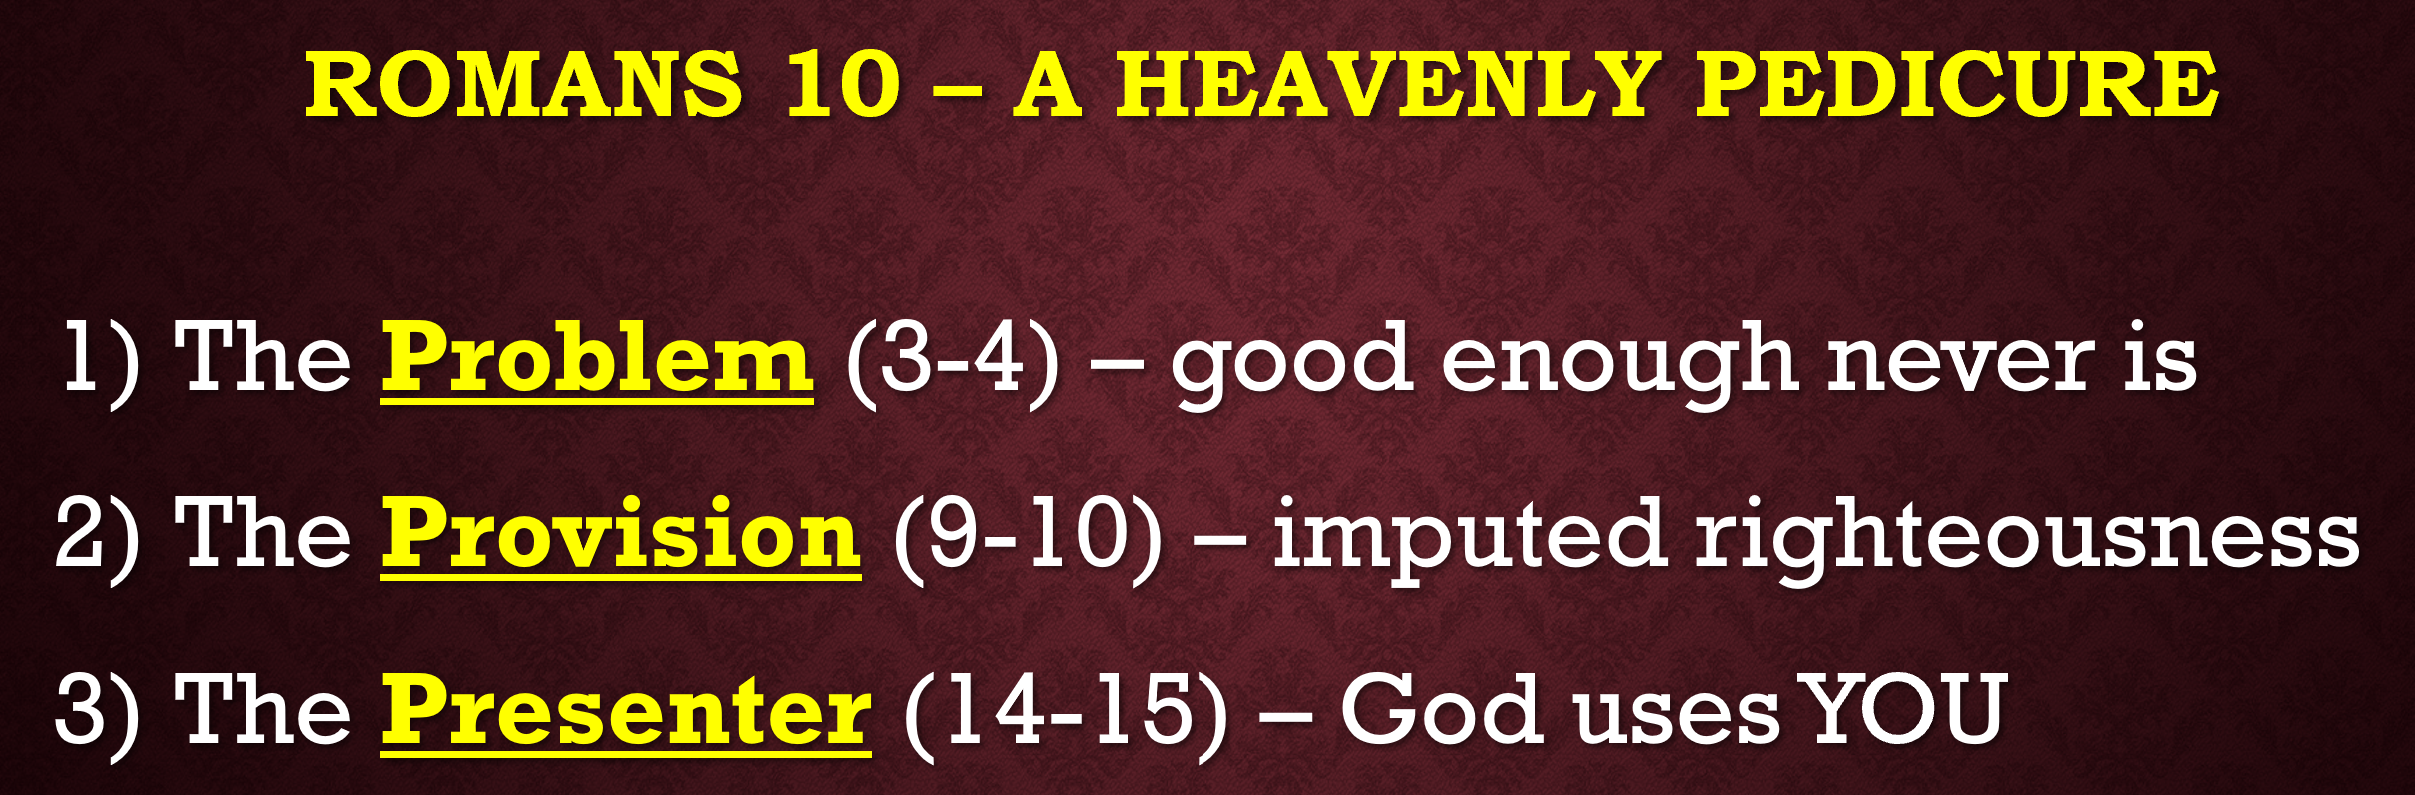 ROMANS 10 – A HEAVENLY PEDICURE
1) The Problem (3-4) – good enough never is
2) The Provision (9-10) – imputed righteousness
3) The Presenter (14-15) – God uses YOU